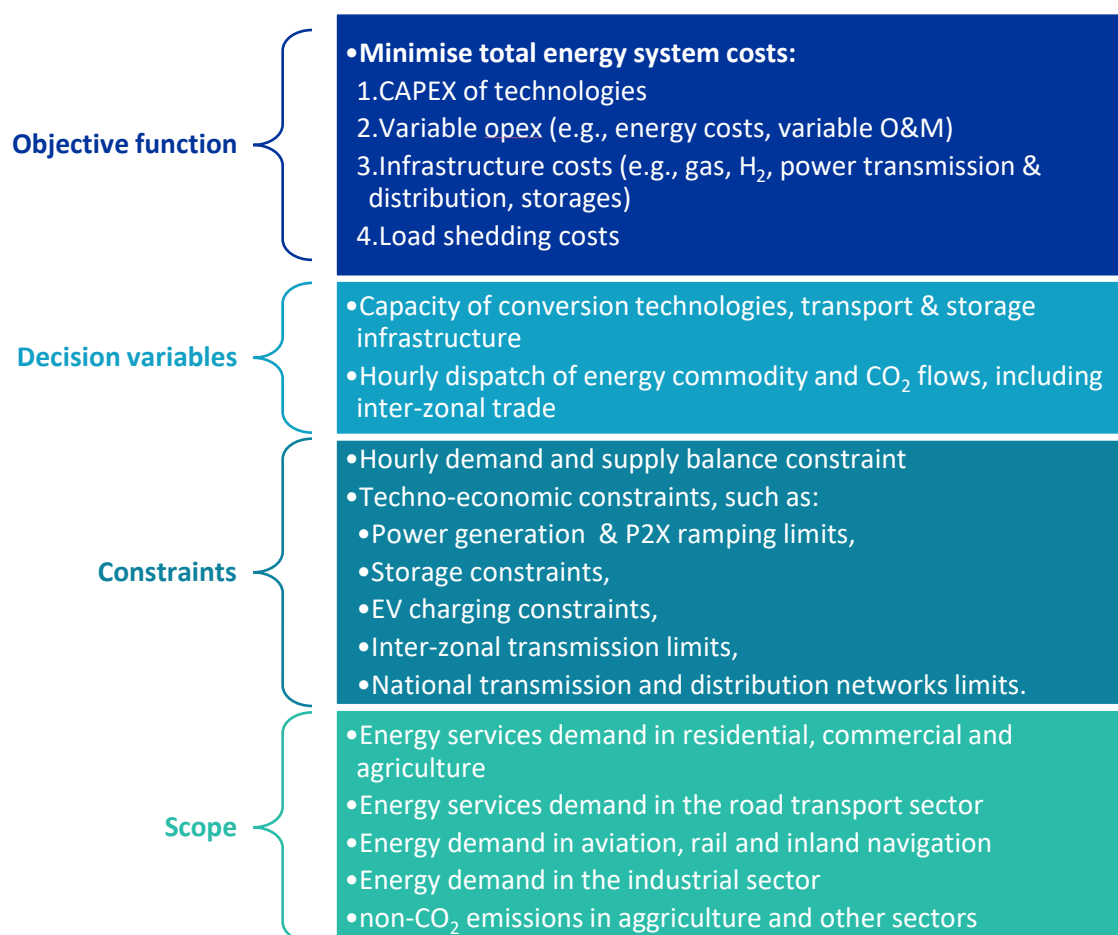 Objective function
•Minimise total energy system costs:
1.CAPEX of technologies
2.Variable opex (e.g., energy costs, variable O&M)
3.Infrastructure costs (e.g., gas, H₂, power transmission &
distribution, storages)
4.Load shedding costs
Decision variables
•Capacity of conversion technologies, transport & storage
infrastructure
•Hourly dispatch of energy commodity and CO₂ flows, including
inter-zonal trade
Constraints
•Hourly demand and supply balance constraint
•Techno-economic constraints, such as:
•Power generation & P2X ramping limits,
•Storage constraints,
•EV charging constraints,
•Inter-zonal transmission limits,
•National transmission and distribution networks limits.
Scope
•Energy services demand in residential, commercial and
agriculture
•Energy services demand in the road transport sector
•Energy demand in aviation, rail and inland navigation
•Energy demand in the industrial sector
•non-CO₂ emissions in aggriculture and other sectors